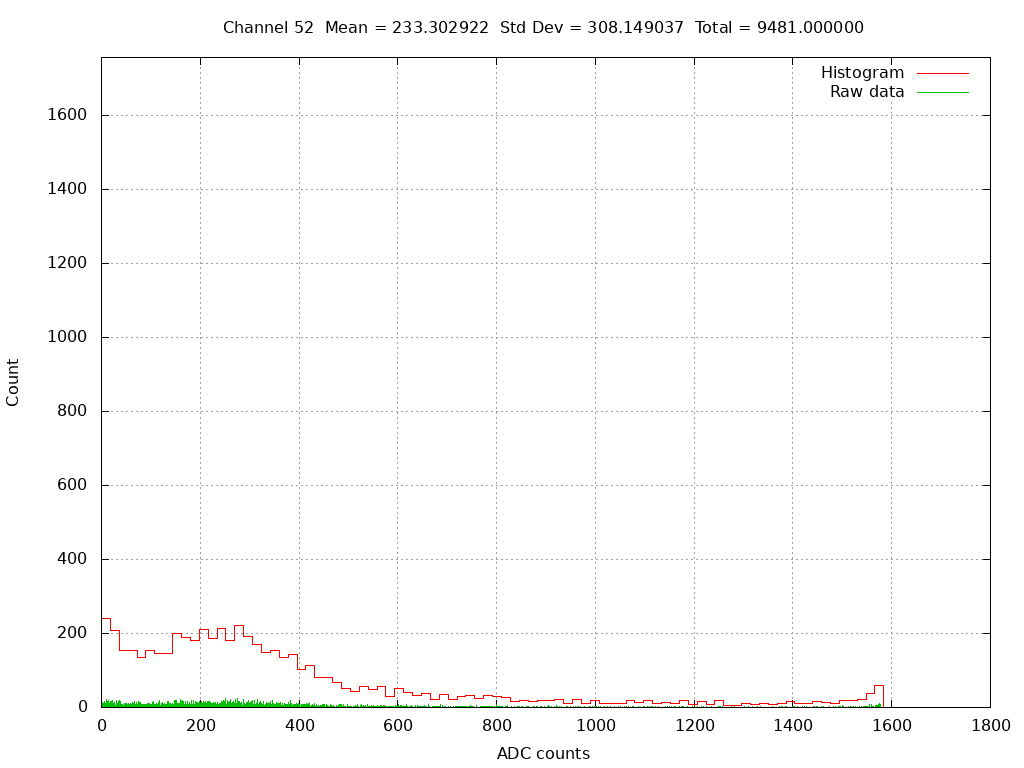 Channel 52  Mean = 233.302922  Std Dev = 308.149037  Total = 9481.000000
Histogram
Raw data
1600
1400
1200
1000
800
600
400
200
0
Count
0 200 400 600 800 1000 1200 1400 1600 1800
ADC counts